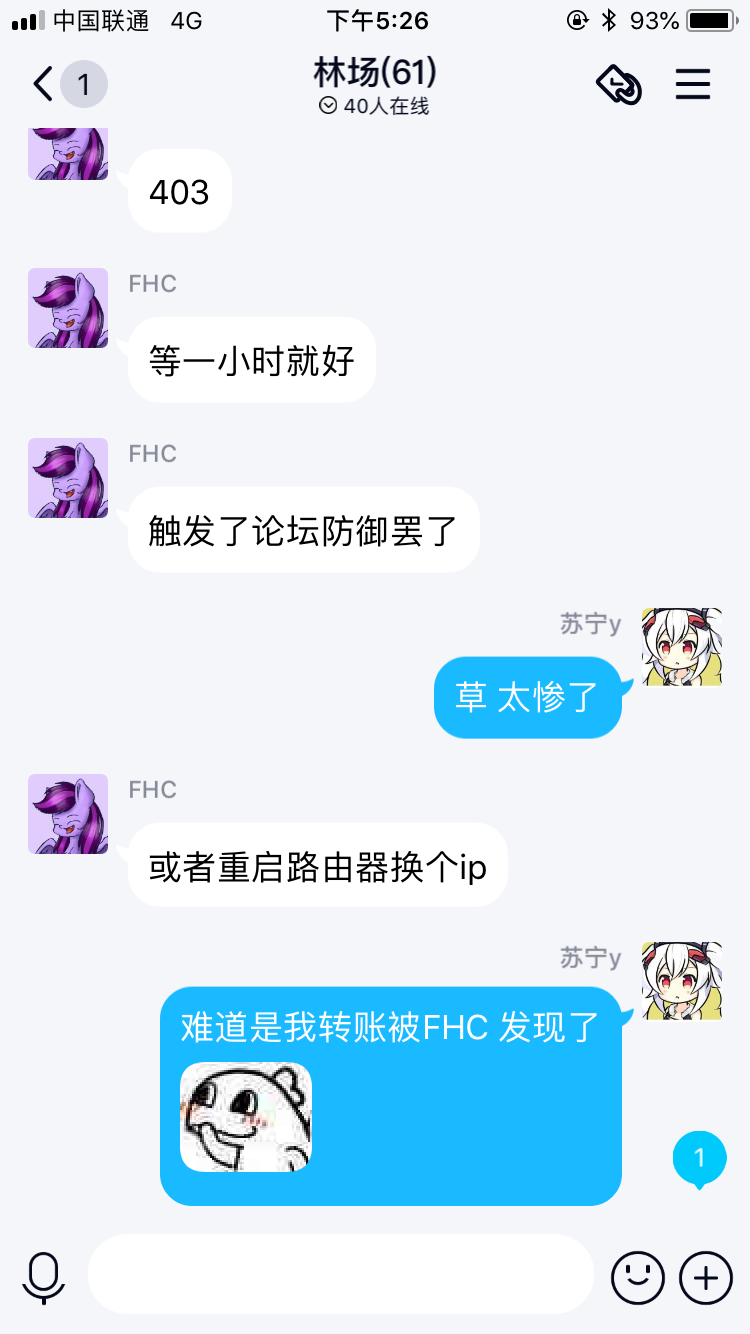 中国联通 4G 下午5:26 93%
1 林场(61)
40人在线
403
FHC
等一小时就好
FHC
触发了论坛防御罢了
苏宁y
草 太惨了
FHC
或者重启路由器换个ip
苏宁y
难道是我转账被FHC 发现了
1